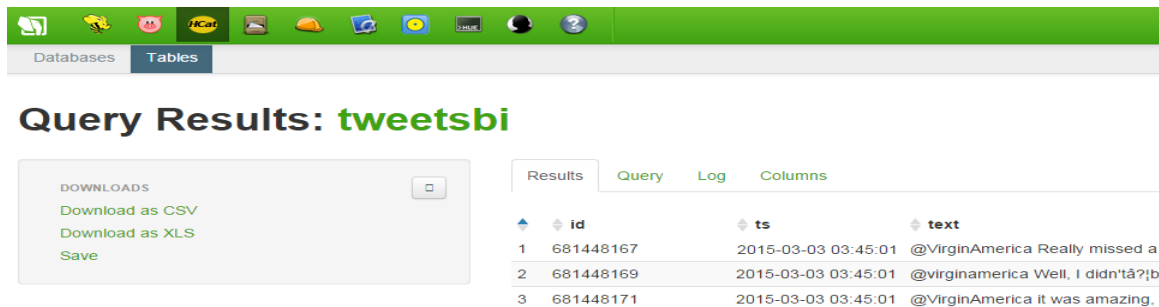 HCat
>HUE
?
Databases Tables
Query Results: tweetsbi
DOWNLOADS
Download as CSV
Download as XLS
Save
Results Query Log Columns
id ts text
1 681448167 2015-03-03 03:45:01 @VirginAmerica Really missed a
2 681448169 2015-03-03 03:45:01 @virginamerica Well, I didn'tâ?¦b
3 681448171 2015-03-03 03:45:01 @VirginAmerica it was amazing,